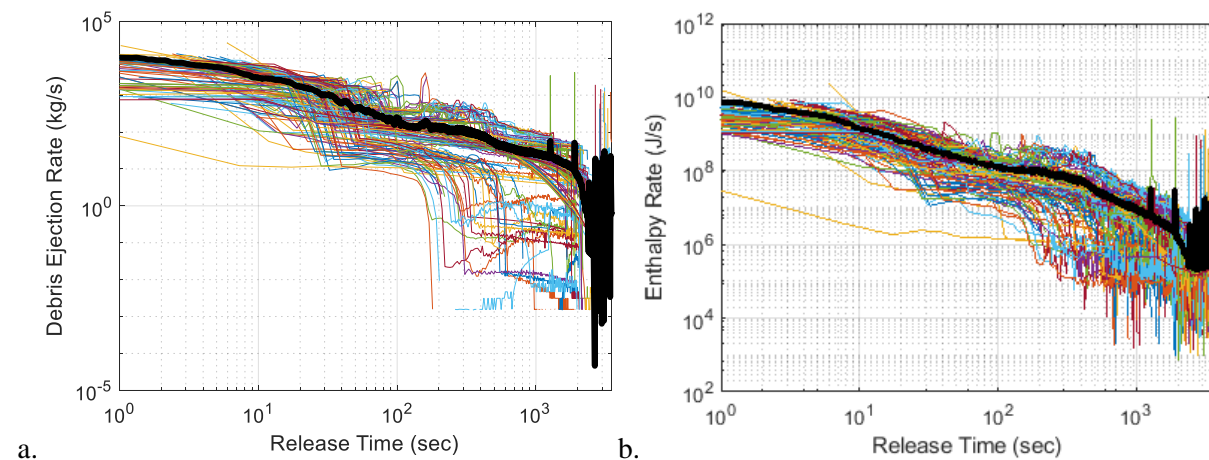 10^5
10^0
10^-5
Debris Ejection Rate (kg/s)
10^0 10^1 10^2 10^3
Release Time (sec)
a.
10^12
10^10
10^8
10^6
10^4
10^2
Enthalpy Rate (J/s)
10^0 10^1 10^2 10^3
Release Time (sec)
b.